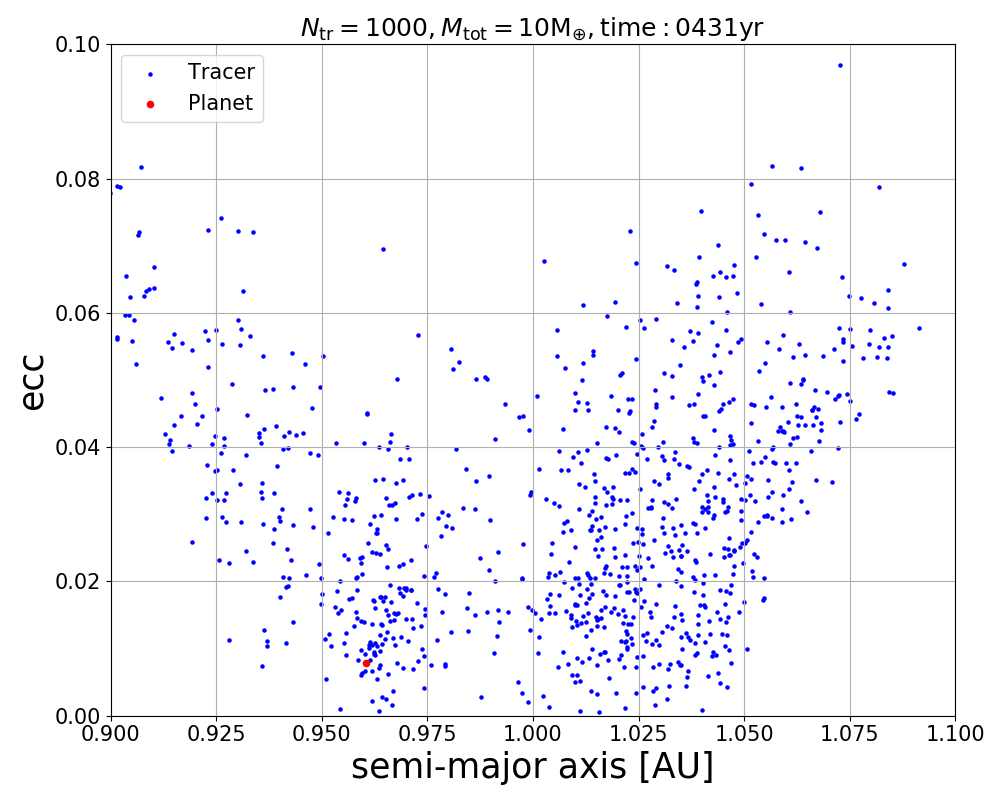 N_tr = 1000, M_tot = 10M_⊕, time : 0431yr
0.10
Tracer
Planet
0.08
0.06
ecc
0.04
0.02
0.00
0.900 0.925 0.950 0.975 1.000 1.025 1.050 1.075 1.100
semi-major axis [AU]